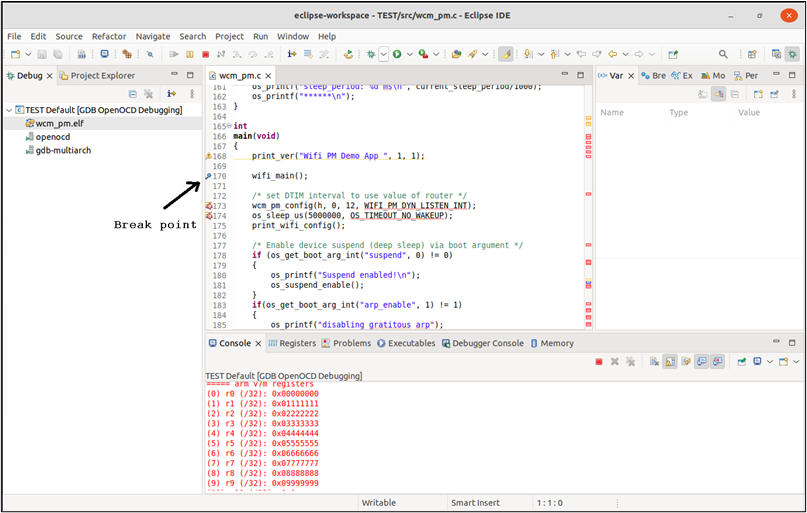 eclipse-workspace - TEST/src/wcm_pm.c - Eclipse IDE
File Edit Source Refactor Navigate Search Project Run Window Help
Debug Project Explorer
TEST Default [GDB OpenOCD Debugging]
wcm_pm.elf
openocd
gdb-multiarch
Break point
wcm_pm.c
161 os_printf("sleep_period: %d ms\n", current_sleep_period/1000);
162 os_printf("******\n");
163 }
164
165 int
166 main(void)
167 {
168 print_ver("Wifi PM Demo App ", 1, 1);
169
170 wifi_main();
171
172 /* set DTIM interval to use value of router */
173 wcm_pm_config(h, 0, 12, WIFI_PM_DYN_LISTEN_INT);
174 os_sleep_us(5000000, OS_TIMEOUT_NO_WAKEUP);
175 print_wifi_config();
176
177 /* Enable device suspend (deep sleep) via boot argument */
178 if (os_get_boot_arg_int("suspend", 0) != 0)
179 {
180 os_printf("Suspend enabled!\n");
181 os_suspend_enable();
182 }
183 if(os_get_boot_arg_int("arp_enable", 1) != 1)
184 {
185 os_printf("disabling gratitous arp");
Var Bre Ex Mo Per
Name Type Value
Console Registers Problems Executables Debugger Console Memory
TEST Default [GDB OpenOCD Debugging]
===== arm v7m registers
(0) r0 (/32): 0x00000000
(1) r1 (/32): 0x01111111
(2) r2 (/32): 0x02222222
(3) r3 (/32): 0x03333333
(4) r4 (/32): 0x04444444
(5) r5 (/32): 0x05555555
(6) r6 (/32): 0x06666666
(7) r7 (/32): 0x07777777
(8) r8 (/32): 0x08888888
(9) r9 (/32): 0x09999999
Writable Smart Insert 1 : 1 : 0